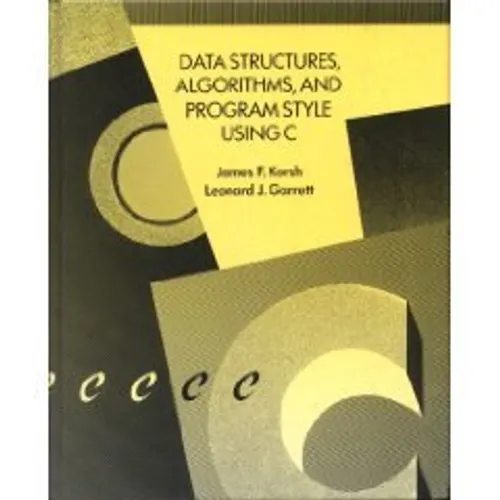 DATA STRUCTURES,
ALGORITHMS, AND
PROGRAM STYLE
USING C
James F. Korsh
Leonard J. Garrett
c c c c c